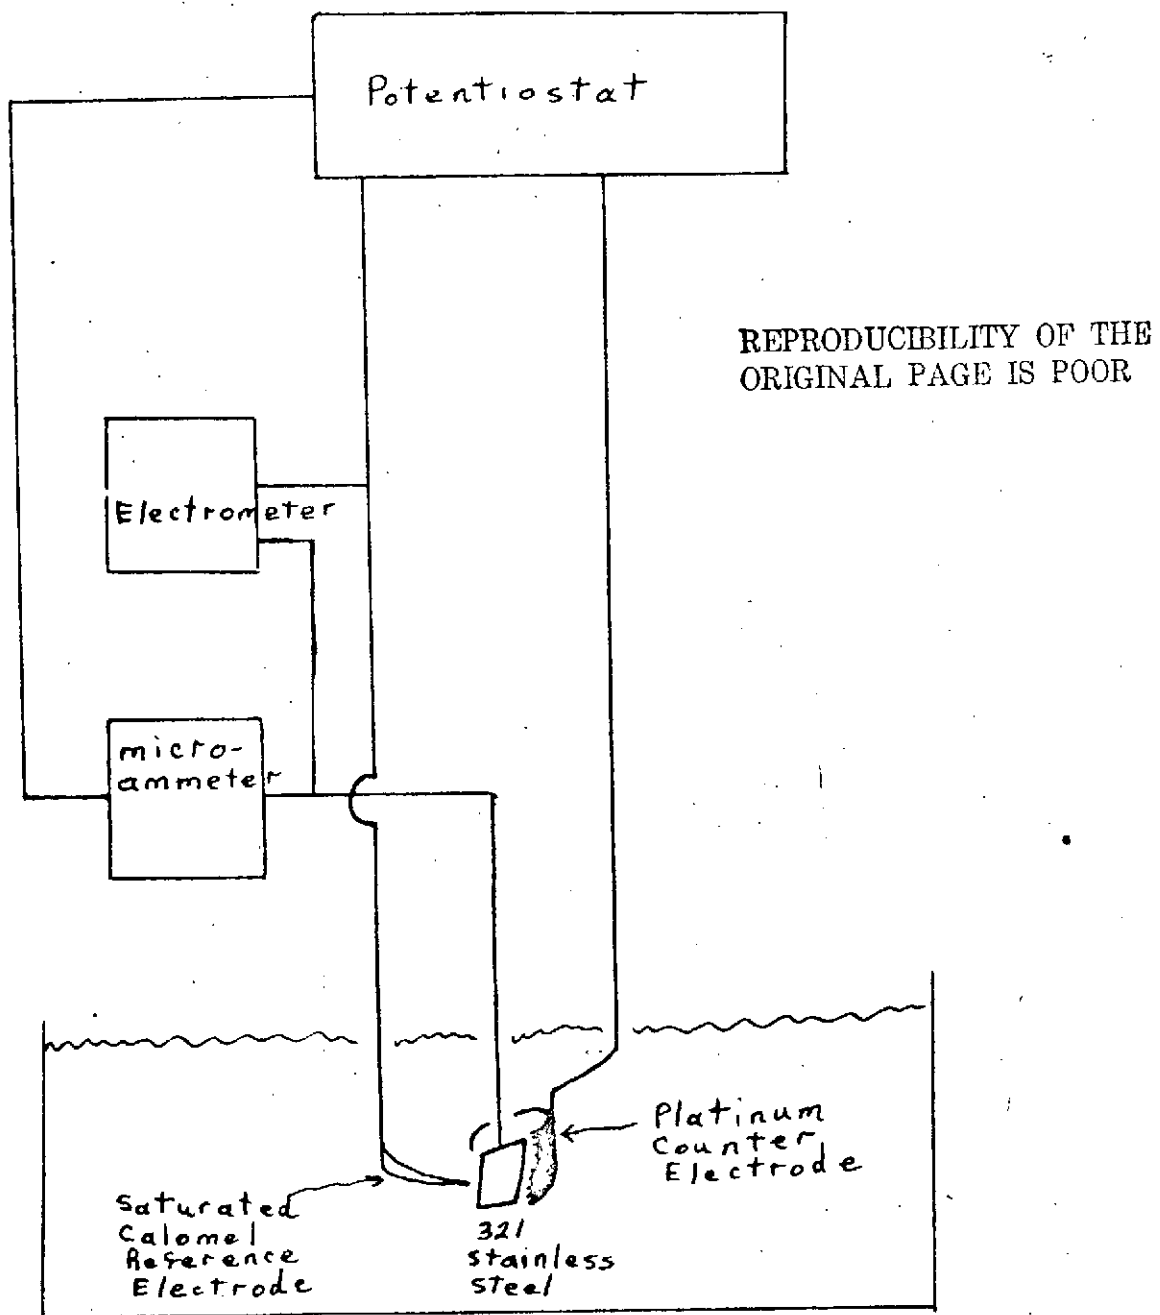 Potentiostat
REPRODUCIBILITY OF THE
ORIGINAL PAGE IS POOR
Electrometer
micro-
ammeter
Platinum
Counter
Electrode
Saturated
Calomel
Reference
Electrode
321
Stainless
Steel